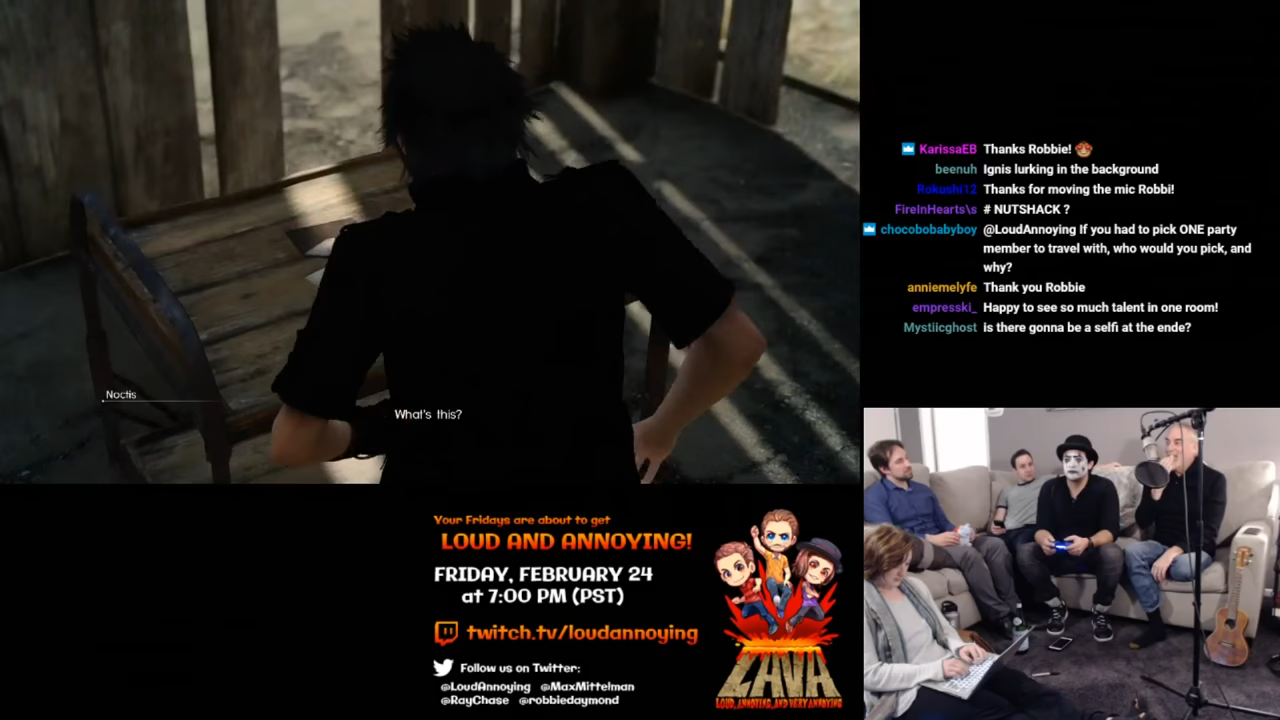 Noctis
What's this?
KarissaEB Thanks Robbie!
beenuh Ignis lurking in the background
Rokushi12 Thanks for moving the mic Robbi!
FireInHearts\s # NUTSHACK ?
chocobobabyboy @LoudAnnoying If you had to pick ONE party
member to travel with, who would you pick, and
why?
anniemelyfe Thank you Robbie
empresski_ Happy to see so much talent in one room!
Mystiicghost is there gonna be a selfi at the ende?
Your Fridays are about to get
LOUD AND ANNOYING!
FRIDAY, FEBRUARY 24
at 7:00 PM (PST)
twitch.tv/loudannoying
Follow us on Twitter:
@LoudAnnoying @MaxMittelman
@RayChase @robbiedaymond
LAVA
LOUD, ANNOYING, AND VERY ANNOYING